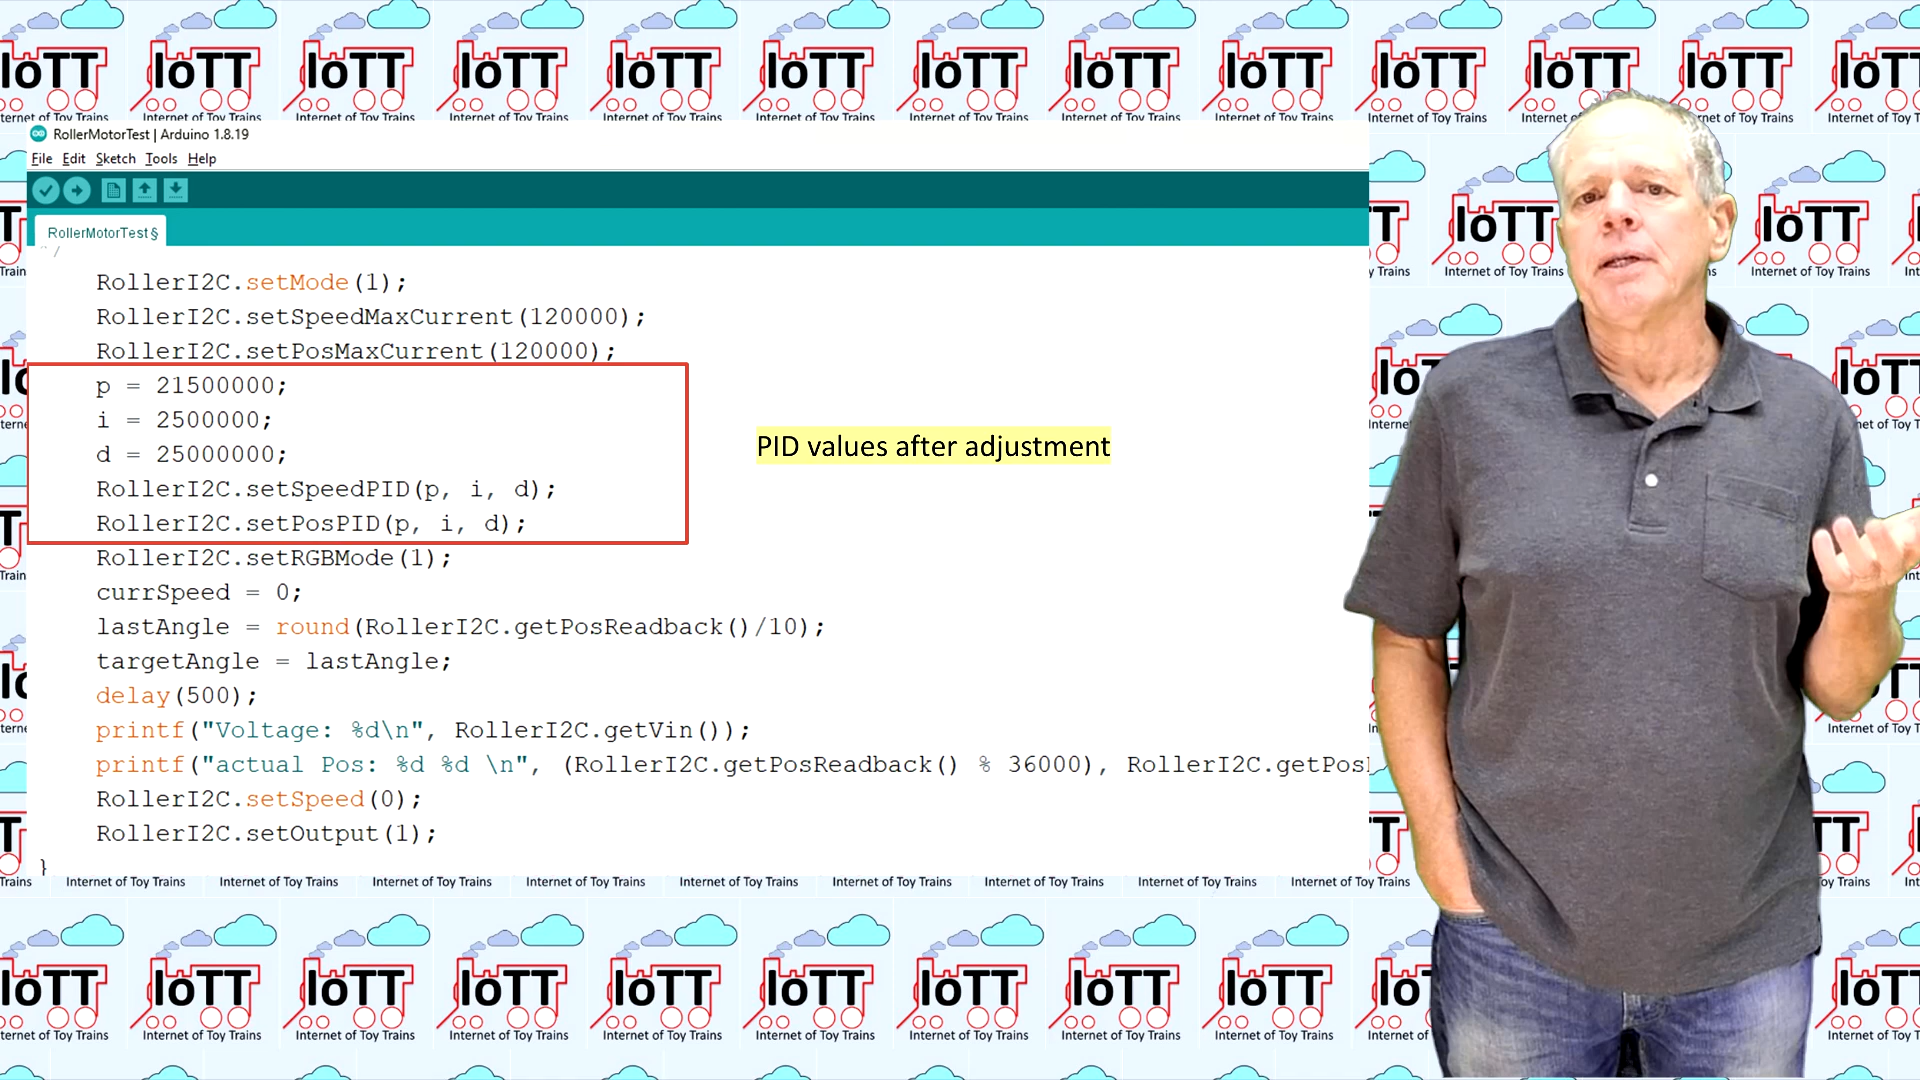 IoTT
Internet of Toy Trains
RollerMotorTest | Arduino 1.8.19
File Edit Sketch Tools Help
RollerMotorTest§
RollerI2C.setMode(1);
RollerI2C.setSpeedMaxCurrent(120000);
RollerI2C.setPosMaxCurrent(120000);
p = 21500000;
i = 2500000;
d = 25000000;
RollerI2C.setSpeedPID(p, i, d);
RollerI2C.setPosPID(p, i, d);
RollerI2C.setRGBMode(1);
currSpeed = 0;
lastAngle = round(RollerI2C.getPosReadback()/10);
targetAngle = lastAngle;
delay(500);
printf("Voltage: %d\n", RollerI2C.getVin());
printf("actual Pos: %d %d \n", (RollerI2C.getPosReadback() % 36000), RollerI2C.getPos
RollerI2C.setSpeed(0);
RollerI2C.setOutput(1);
}
PID values after adjustment